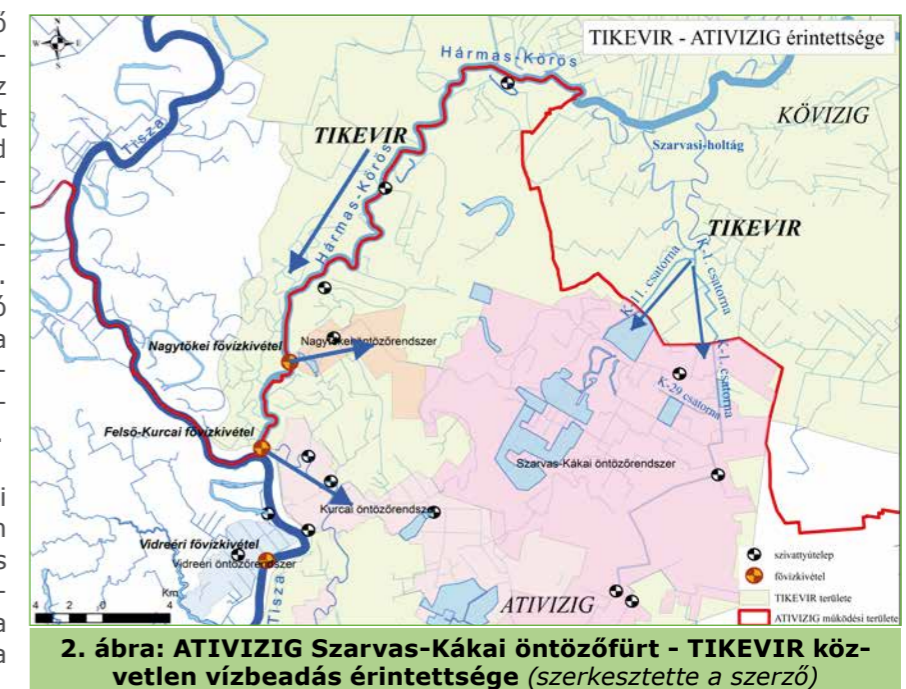 TIKEVIR - ATIVIZIG érintettsége
W E
S
Hármas-Körös
KÖVIZIG
Tisza
TIKEVIR
Szarvasi-holtág
Hármas-Körös
TIKEVIR
K-11. csatorna
K-1. csatorna
Nagytőkei fővízkivétel
Nagytőkei öntözőrendszer
K-1. csatorna
K-29 csatorna
Felső-Kurcai fővízkivétel
Szarvas-Kákai öntözőrendszer
Kurcai öntözőrendszer
Vidreéri fővízkivétel
Vidreéri öntözőrendszer
szivattyútelep
fővízkivétel
Km
TIKEVIR területe
4 2 0 4
Tisza
ATIVIZIG
ATIVIZIG működési területe
2. ábra: ATIVIZIG Szarvas-Kákai öntözőfürt - TIKEVIR köz-
vetlen vízbeadás érintettsége (szerkesztette a szerző)